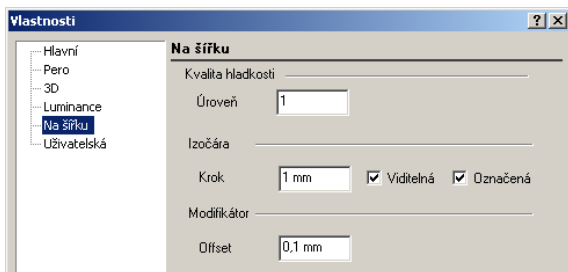 Vlastnosti
Hlavní
Pero
3D
Luminance
Na šířku
Uživatelská
Na šířku
Kvalita hladkosti
Úroveň 1
Izočára
Krok 1 mm Viditelná Označená
Modifikátor
Offset 0,1 mm